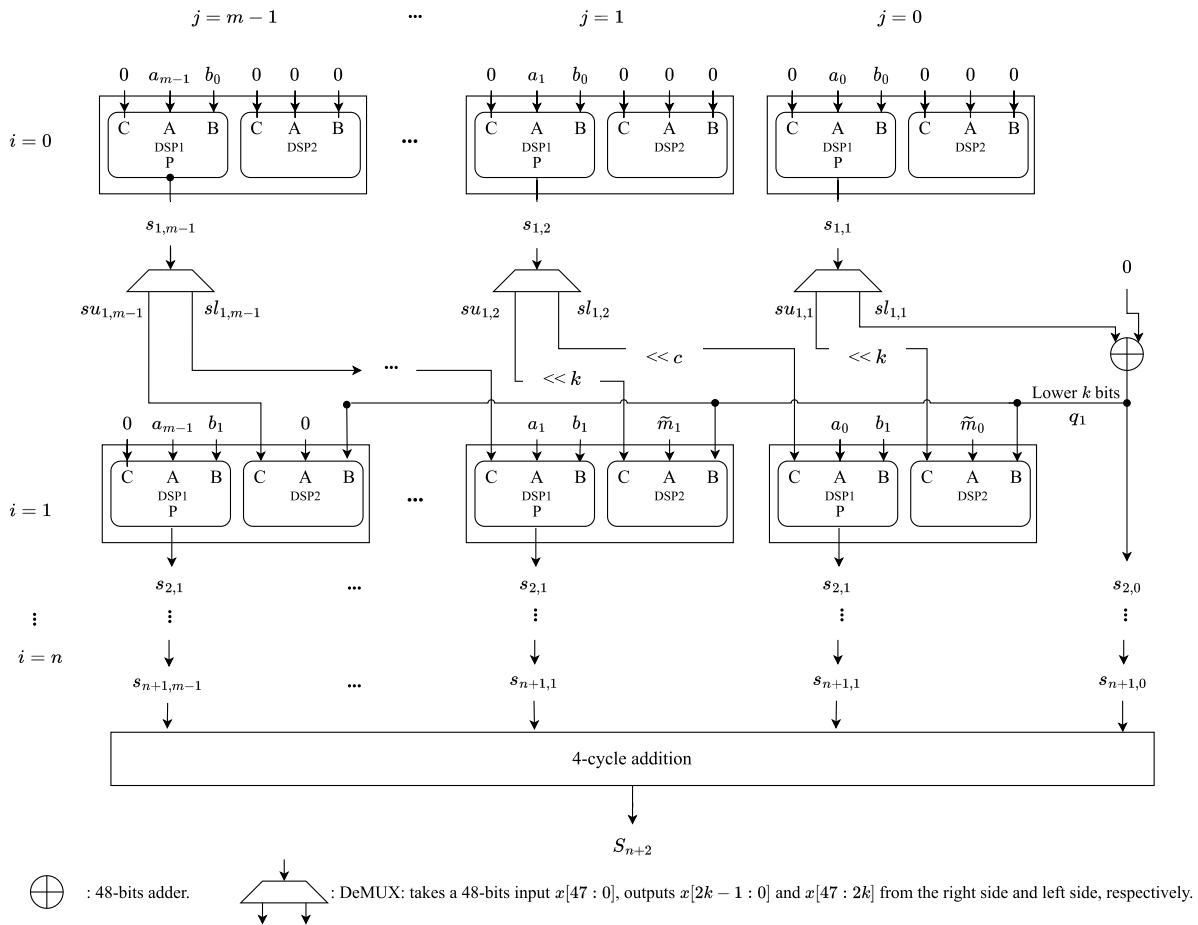 j = m − 1 ... j = 1 j = 0
0 a_{m−1} b_0 0 0 0 0 a_1 b_0 0 0 0 0 a_0 b_0 0 0 0
C A B C A B C A B C A B C A B C A B
i = 0 DSP1 DSP2 ... DSP1 DSP2 DSP1 DSP2
P P P
s_{1,m−1} s_{1,2} s_{1,1}
0
su_{1,m−1} sl_{1,m−1} su_{1,2} sl_{1,2} su_{1,1} sl_{1,1}
... << k << c << k
Lower k bits
q_1
0 a_{m−1} b_1 0 a_1 b_1 m̃_1 a_0 b_1 m̃_0
C A B C A B C A B C A B C A B C A B
i = 1 DSP1 DSP2 ... DSP1 DSP2 DSP1 DSP2
P P P
s_{2,1} ... s_{2,1} s_{2,1} s_{2,0}
⋮ ⋮ ⋮ ⋮ ⋮
i = n
s_{n+1,m−1} ... s_{n+1,1} s_{n+1,1} s_{n+1,0}
4-cycle addition
S_{n+2}
: 48-bits adder.
: DeMUX: takes a 48-bits input x[47 : 0], outputs x[2k − 1 : 0] and x[47 : 2k] from the right side and left side, respectively.